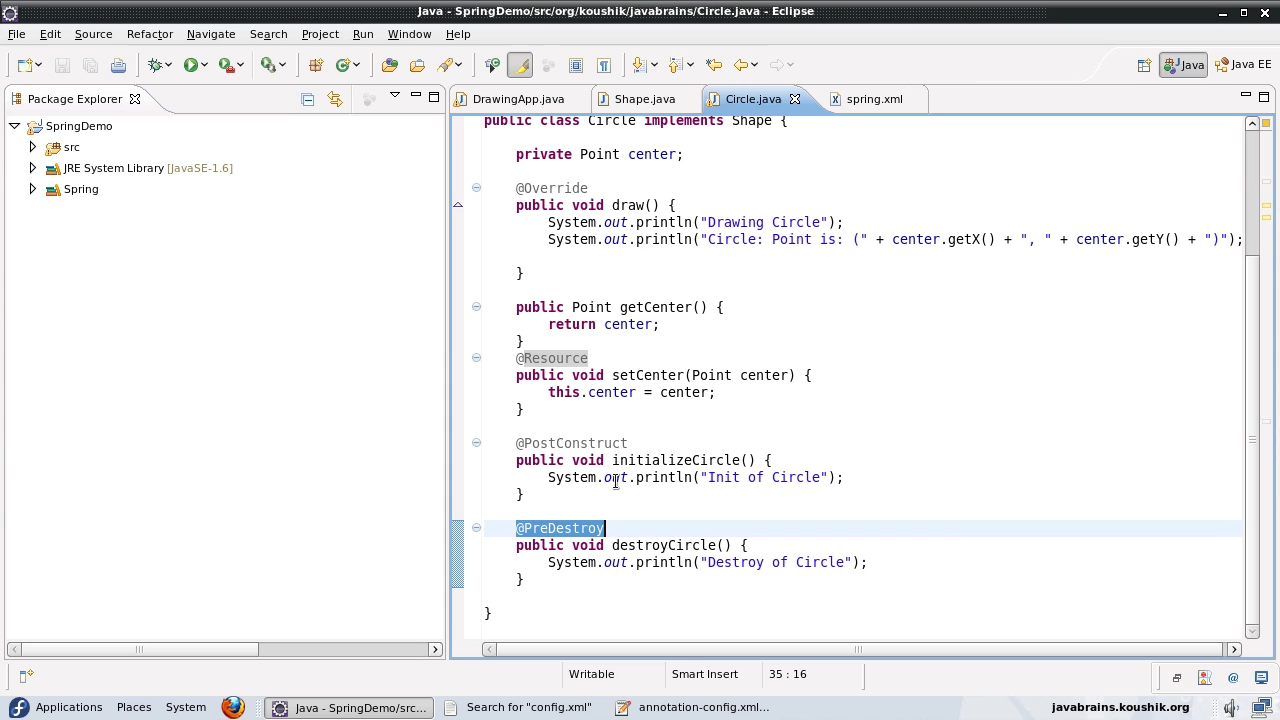 Java - SpringDemo/src/org/koushik/javabrains/Circle.java - Eclipse
File Edit Source Refactor Navigate Search Project Run Window Help
Java Java EE
Package Explorer
DrawingApp.java Shape.java Circle.java spring.xml
SpringDemo
src
JRE System Library [JavaSE-1.6]
Spring
public class Circle implements Shape {
private Point center;
@Override
public void draw() {
System.out.println("Drawing Circle");
System.out.println("Circle: Point is: (" + center.getX() + ", " + center.getY() + ")");
}
public Point getCenter() {
return center;
}
@Resource
public void setCenter(Point center) {
this.center = center;
}
@PostConstruct
public void initializeCircle() {
System.out.println("Init of Circle");
}
@PreDestroy
public void destroyCircle() {
System.out.println("Destroy of Circle");
}
}
Writable Smart Insert 35 : 16
Applications Places System Java - SpringDemo/src... Search for "config.xml" annotation-config.xml... javabrains.koushik.org